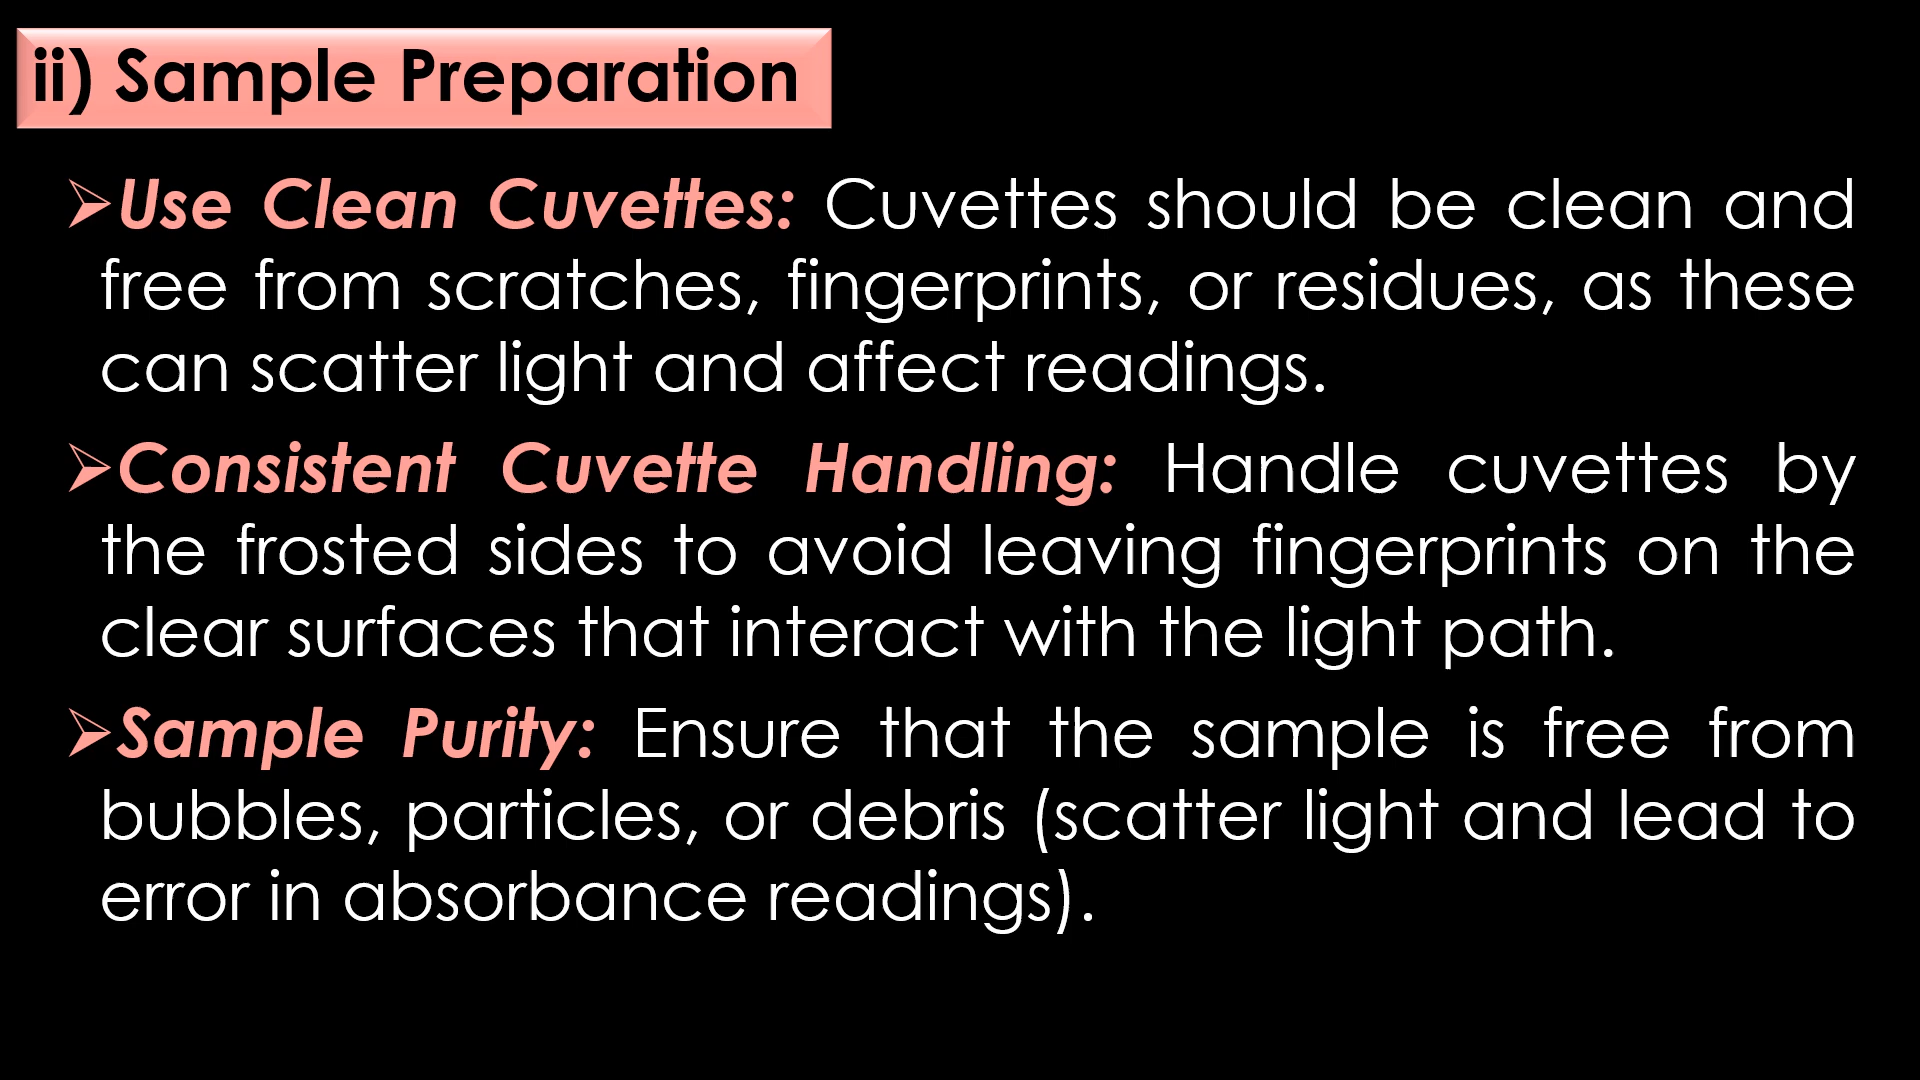 ii) Sample Preparation
➢Use Clean Cuvettes: Cuvettes should be clean and
free from scratches, fingerprints, or residues, as these
can scatter light and affect readings.
➢Consistent Cuvette Handling: Handle cuvettes by
the frosted sides to avoid leaving fingerprints on the
clear surfaces that interact with the light path.
➢Sample Purity: Ensure that the sample is free from
bubbles, particles, or debris (scatter light and lead to
error in absorbance readings).